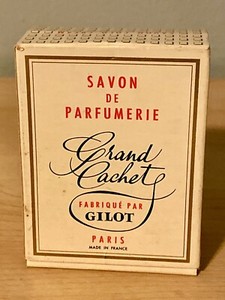 SAVON
DE
PARFUMERIE
Grand
Cachet
FABRIQUÉ PAR
GILOT
PARIS
MADE IN FRANCE